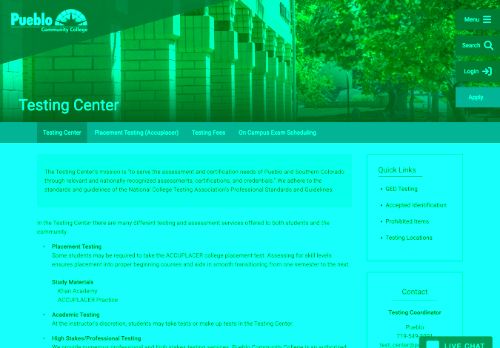 Pueblo
Community College
Menu
Search
Login
Apply
Testing Center
Testing Center
Placement Testing (Accuplacer)
Testing Fees
On Campus Exam Scheduling
The Testing Center's mission is "to serve the assessment and certification needs of Pueblo and Southern Colorado
through relevant and nationally-recognized assessments, certifications, and credentials." We adhere to the
standards and guidelines of the National College Testing Association's Professional Standards and Guidelines.
In the Testing Center there are many different testing and assessment services offered to both students and the
community.
Placement Testing
Some students may be required to take the ACCUPLACER college placement test. Assessing for skill levels
ensures placement into proper beginning courses and aids in smooth transitioning from one semester to the next.
Study Materials
Khan Academy
ACCUPLACER Practice
Academic Testing
At the instructor's discretion, students may take tests or make up tests in the Testing Center.
High Stakes/Professional Testing
Quick Links
GED Testing
Accepted Identification
Prohibited Items
Testing Locations
Contact
Testing Coordinator
Pueblo
LIVE CHAT